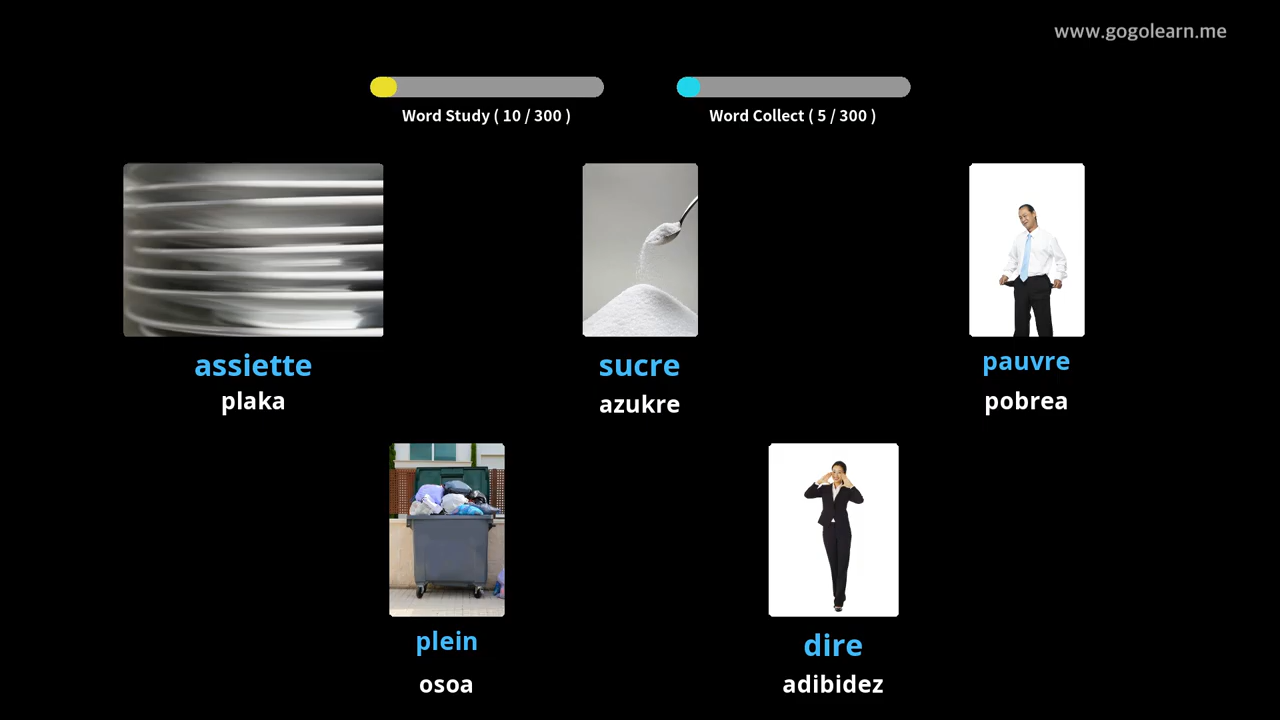 www.gogolearn.me
Word Study ( 10 / 300 )
Word Collect ( 5 / 300 )
assiette
plaka
sucre
azukre
pauvre
pobrea
plein
osoa
dire
adibidez